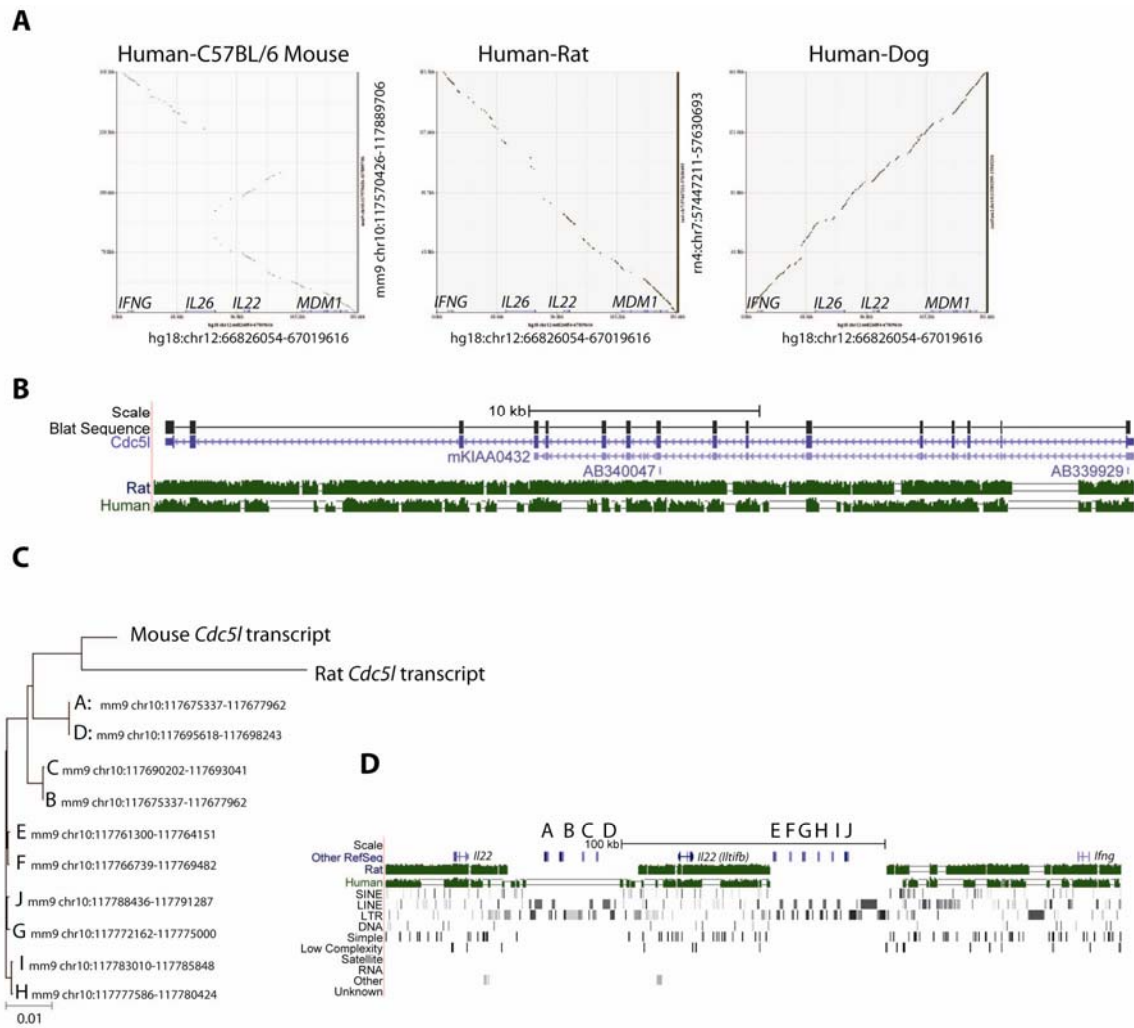 A
Human-C57BL/6 Mouse
Human-Rat
Human-Dog
mm9 chr10:117570426-117889706
rn4:chr7:57447211-57630693
IFNG IL26 IL22 MDM1
IFNG IL26 IL22 MDM1
IFNG IL26 IL22 MDM1
hg18:chr12:66826054-67019616
hg18:chr12:66826054-67019616
hg18:chr12:66826054-67019616
B
Scale 10 kb
Blat Sequence
Cdc5l
mKIAA0432
AB340047
AB339929
Rat
Human
C
Mouse Cdc5l transcript
Rat Cdc5l transcript
A: mm9 chr10:117675337-117677962
D: mm9 chr10:117695618-117698243
C mm9 chr10:117690202-117693041
B mm9 chr10:117675337-117677962
E mm9 chr10:117761300-117764151
F mm9 chr10:117766739-117769482
J mm9 chr10:117788436-117791287
G mm9 chr10:117772162-117775000
I mm9 chr10:117783010-117785848
H mm9 chr10:117777586-117780424
0.01
D
A B C D E F G H I J
Scale 100 kb
Other RefSeq Il22 Il22 (Iltifb) Ifng
Rat
Human
SINE
LINE
LTR
DNA
Simple
Low Complexity
Satellite
RNA
Other
Unknown